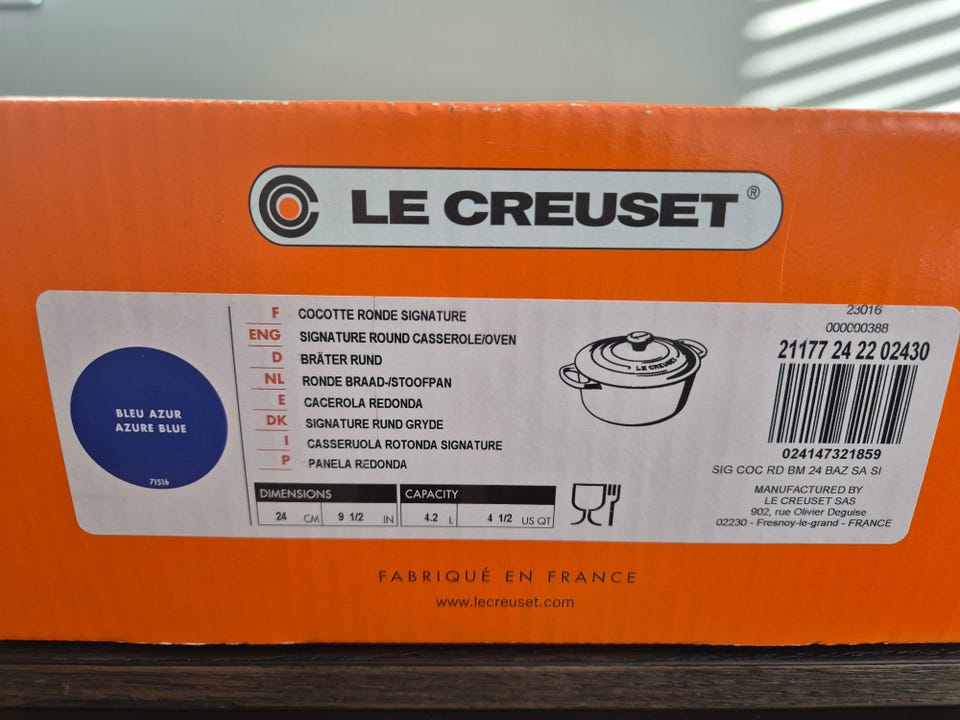 LE CREUSET®
F COCOTTE RONDE SIGNATURE
ENG SIGNATURE ROUND CASSEROLE/OVEN
D BRÄTER RUND
NL RONDE BRAAD-/STOOFPAN
E CACEROLA REDONDA
DK SIGNATURE RUND GRYDE
I CASSERUOLA ROTONDA SIGNATURE
P PANELA REDONDA
BLEU AZUR
AZURE BLUE
71516
DIMENSIONS CAPACITY
24 CM 9 1/2 IN 4.2 L 4 1/2 US QT
LE CREUSET
23016
000000388
21177 24 22 02430
024147321859
SIG COC RD BM 24 BAZ SA SI
MANUFACTURED BY
LE CREUSET SAS
902, rue Olivier Deguise
02230 - Fresnoy-le-grand - FRANCE
FABRIQUÉ EN FRANCE
www.lecreuset.com